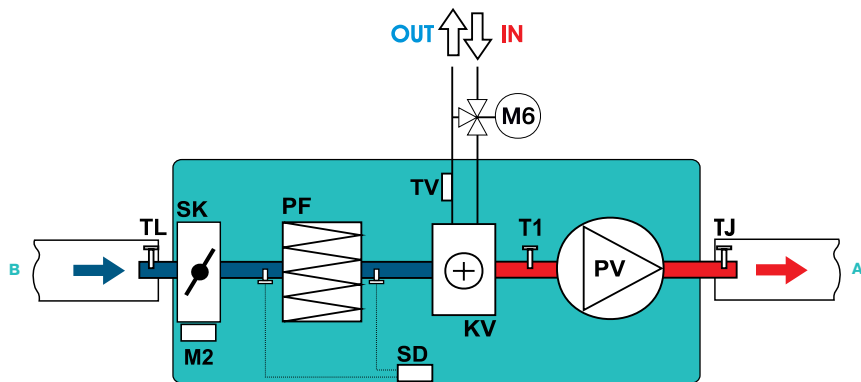 OUT IN
M6
TV
TL SK PF T1 TJ
B PV A
KV
M2 SD